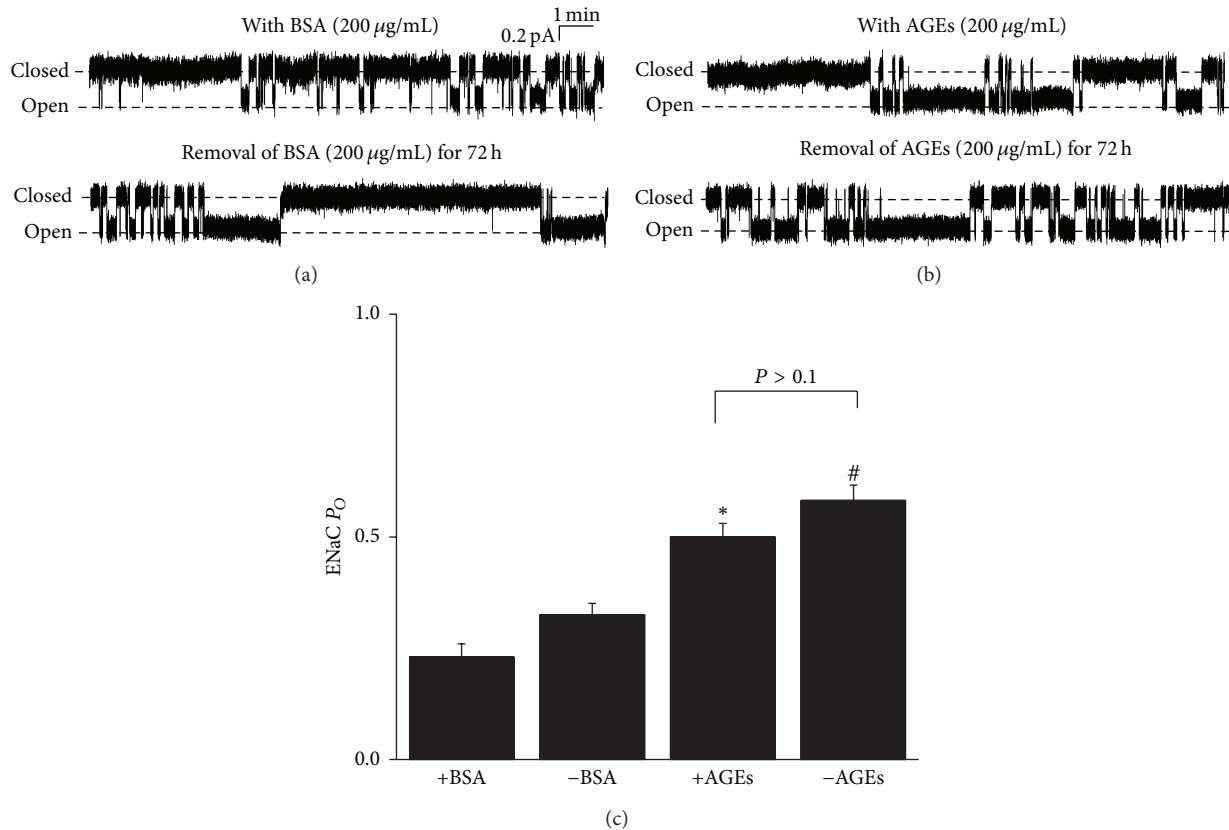 With BSA (200 μg/mL)
1 min
0.2 pA
Closed
Open
Removal of BSA (200 μg/mL) for 72 h
Closed
Open
(a)
With AGEs (200 μg/mL)
Closed
Open
Removal of AGEs (200 μg/mL) for 72 h
Closed
Open
(b)
1.0
P > 0.1
#
*
0.5
ENaC PO
0.0
+BSA
−BSA
+AGEs
−AGEs
(c)